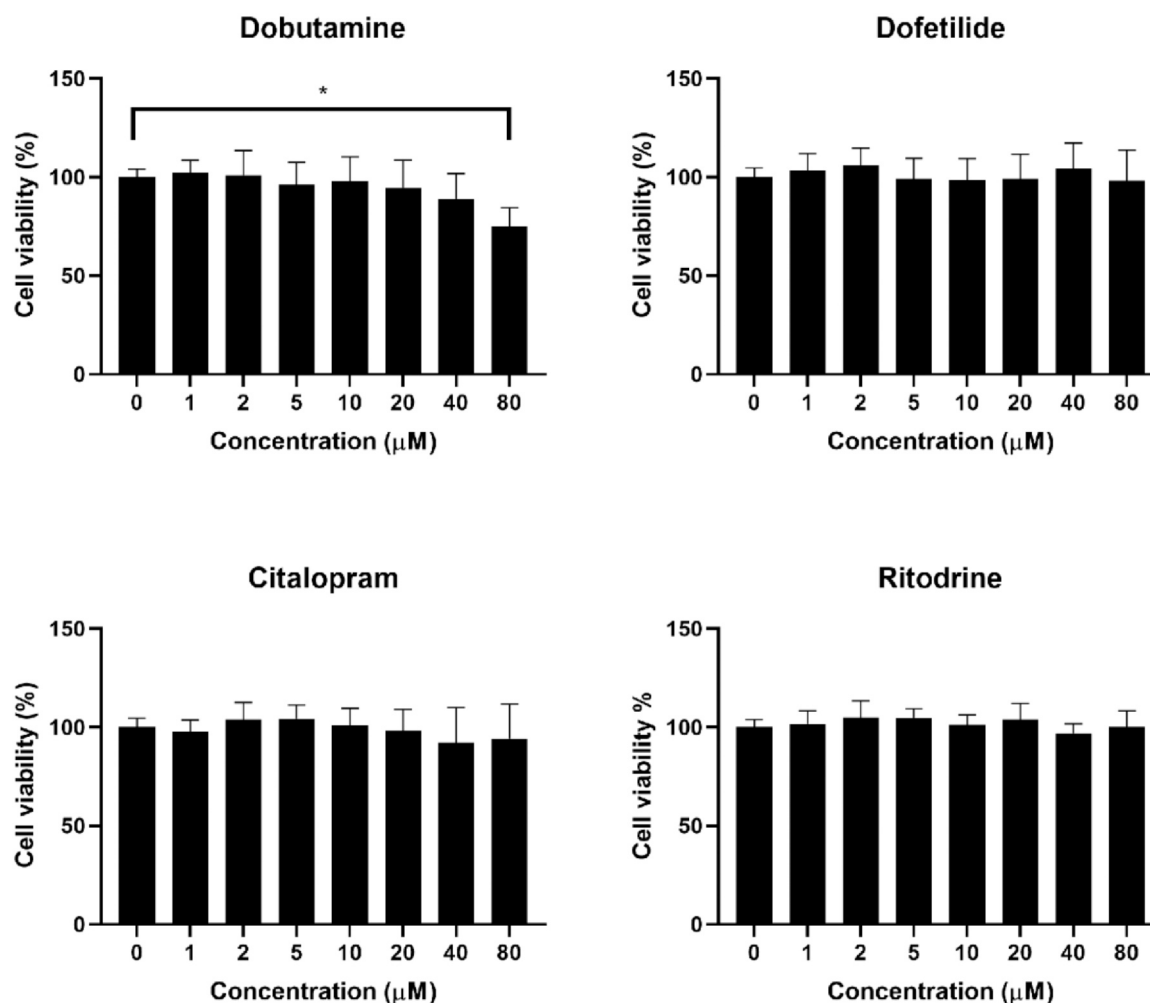 Dobutamine
Cell viability (%)
150
100
50
0
*
0 1 2 5 10 20 40 80
Concentration (μM)
Dofetilide
Cell viability (%)
150
100
50
0
0 1 2 5 10 20 40 80
Concentration (μM)
Citalopram
Cell viability (%)
150
100
50
0
0 1 2 5 10 20 40 80
Concentration (μM)
Ritodrine
Cell viability %
150
100
50
0
0 1 2 5 10 20 40 80
Concentration (μM)